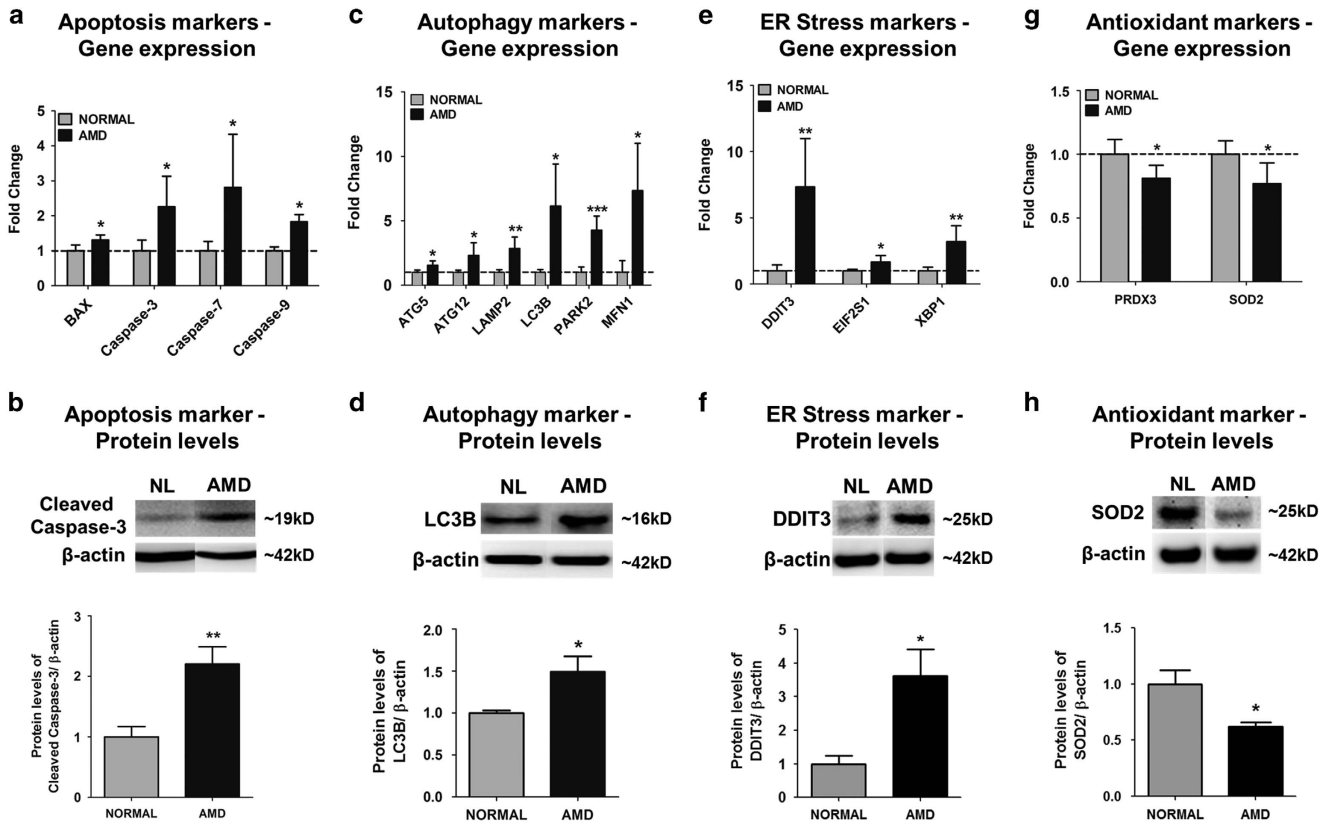 a
Apoptosis markers -
Gene expression
Fold Change
5
4
3
2
1
0
NORMAL
AMD
*
*
*
*
BAX
Caspase-3
Caspase-7
Caspase-9
c
Autophagy markers -
Gene expression
Fold Change
15
10
5
0
NORMAL
AMD
*
*
**
*
***
*
ATG5
ATG12
LAMP2
LC3B
PARK2
MFN1
e
ER Stress markers -
Gene expression
Fold Change
15
10
5
0
NORMAL
AMD
**
*
**
DDIT3
EIF2S1
XBP1
g
Antioxidant markers -
Gene expression
Fold Change
1.5
1.0
0.5
0.0
NORMAL
AMD
*
*
PRDX3
SOD2
b
Apoptosis marker -
Protein levels
NL AMD
Cleaved
Caspase-3
~19kD
β-actin
~42kD
Protein levels of
Cleaved Caspase-3/ β-actin
3
2
1
0
**
NORMAL
AMD
d
Autophagy marker -
Protein levels
NL AMD
LC3B
~16kD
β-actin
~42kD
Protein levels of
LC3B/ β-actin
2.0
1.5
1.0
0.5
0.0
*
NORMAL
AMD
f
ER Stress marker -
Protein levels
NL AMD
DDIT3
~25kD
β-actin
~42kD
Protein levels of
DDIT3/ β-actin
5
4
3
2
1
0
*
NORMAL
AMD
h
Antioxidant marker -
Protein levels
NL AMD
SOD2
~25kD
β-actin
~42kD
Protein levels of
SOD2/ β-actin
1.5
1.0
0.5
0.0
*
NORMAL
AMD